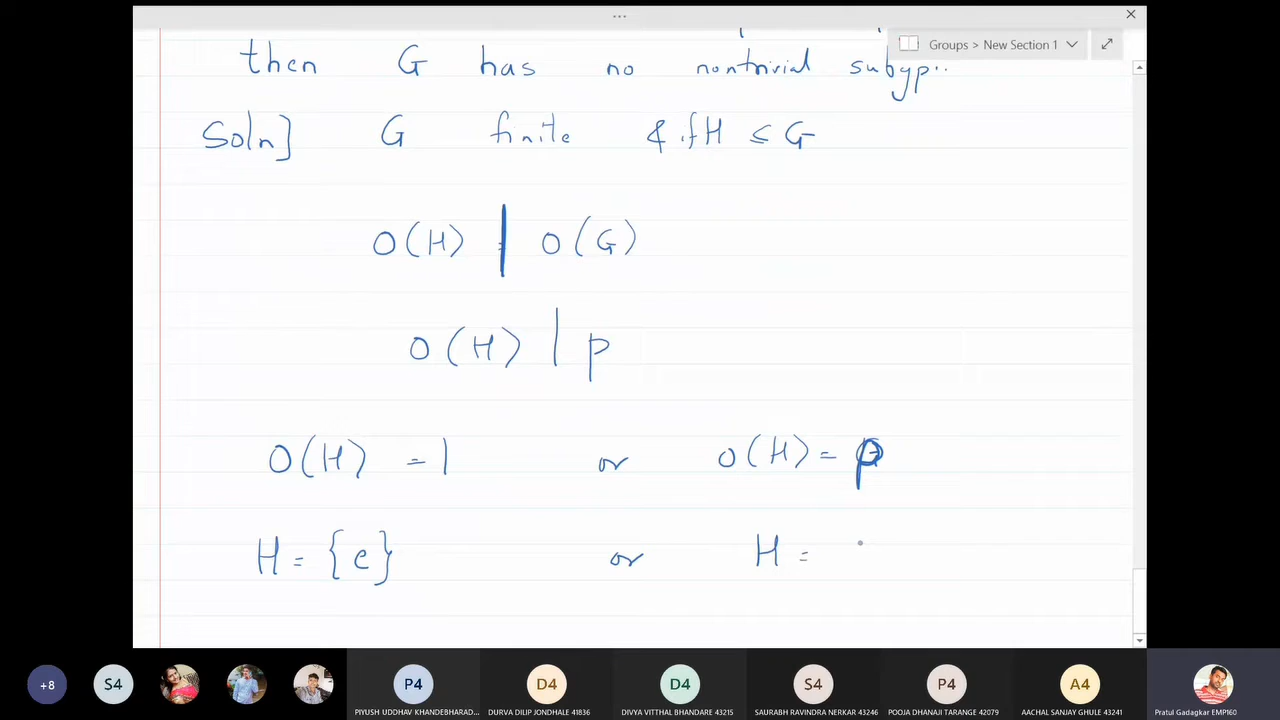 ...
Groups > New Section 1
then G has no nontrivial subgp..
Soln] G finite & if H ≤ G
O(H) | O(G)
O(H) | p
O(H) = 1 or O(H) = p
H = {e} or H =
+8 S4 P4 D4 D4 S4 P4 A4
PIYUSH UDDHAV KHANDEBHARAD... DURVA DILIP JONDHALE 41836 DIVYA VITTHAL BHANDARE 43215 SAURABH RAVINDRA NERKAR 43246 POOJA DHANAJI TARANGE 42079 AACHAL SANJAY GHULE 43241 Pratul Gadagkar EMP160